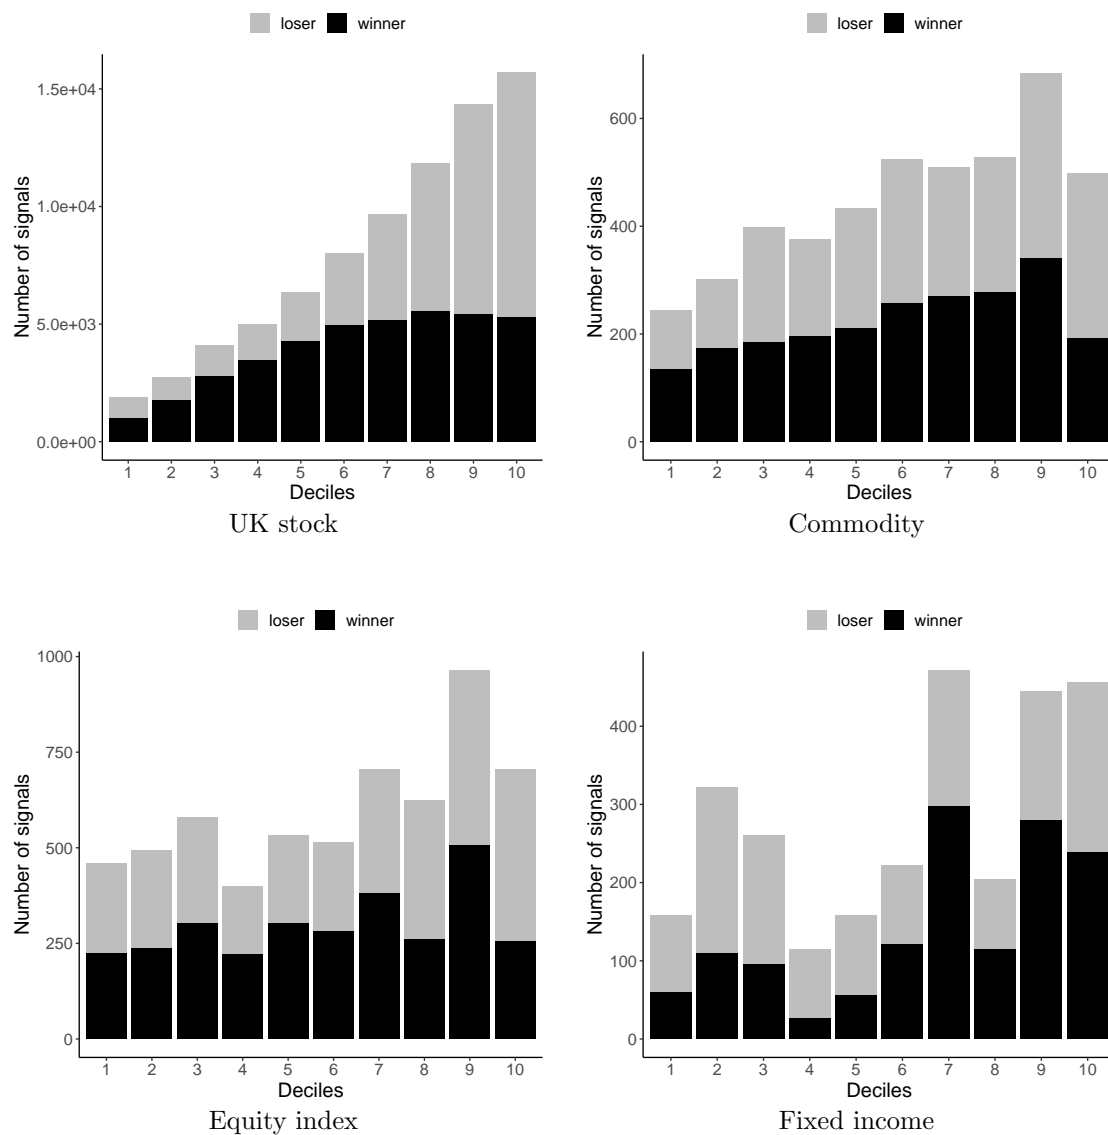 loser winner
Number of signals
1.5e+04
1.0e+04
5.0e+03
0.0e+00
1 2 3 4 5 6 7 8 9 10
Deciles
UK stock
loser winner
Number of signals
600
400
200
0
1 2 3 4 5 6 7 8 9 10
Deciles
Commodity
loser winner
Number of signals
1000
750
500
250
0
1 2 3 4 5 6 7 8 9 10
Deciles
Equity index
loser winner
Number of signals
400
300
200
100
0
1 2 3 4 5 6 7 8 9 10
Deciles
Fixed income